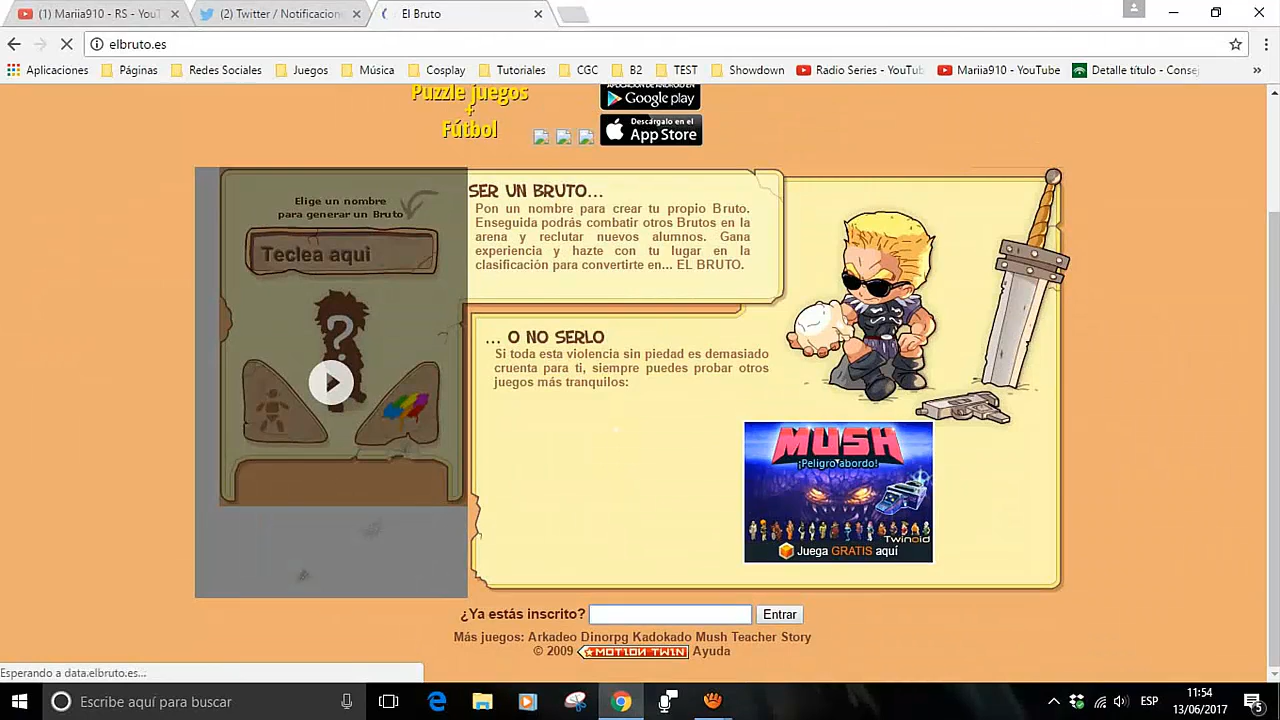 (1) Mariia910 - RS - YouT
(2) Twitter / Notificacion
El Bruto
elbruto.es
Aplicaciones
Páginas
Redes Sociales
Juegos
Música
Cosplay
Tutoriales
CGC
B2
TEST
Showdown
Radio Series - YouTub
Mariia910 - YouTube
Detalle título - Consej
»
Puzzle juegos
+
Fútbol
APLICACIÓN DE ANDROID EN
Google play
Descárgalo en el
App Store
Elige un nombre
para generar un Bruto
Teclea aqui
?
SER UN BRUTO...
Pon un nombre para crear tu propio Bruto.
Enseguida podrás combatir otros Brutos en la
arena y reclutar nuevos alumnos. Gana
experiencia y hazte con tu lugar en la
clasificación para convertirte en... EL BRUTO.
... O NO SERLO
Si toda esta violencia sin piedad es demasiado
cruenta para ti, siempre puedes probar otros
juegos más tranquilos:
MUSH
¡Peligro abordo!
Twinoid
Juega GRATIS aquí
¿Ya estás inscrito?
Entrar
Más juegos: Arkadeo Dinorpg Kadokado Mush Teacher Story
© 2009 MOTION TWIN Ayuda
Esperando a data.elbruto.es...
Escribe aquí para buscar
ESP
11:54
13/06/2017
5